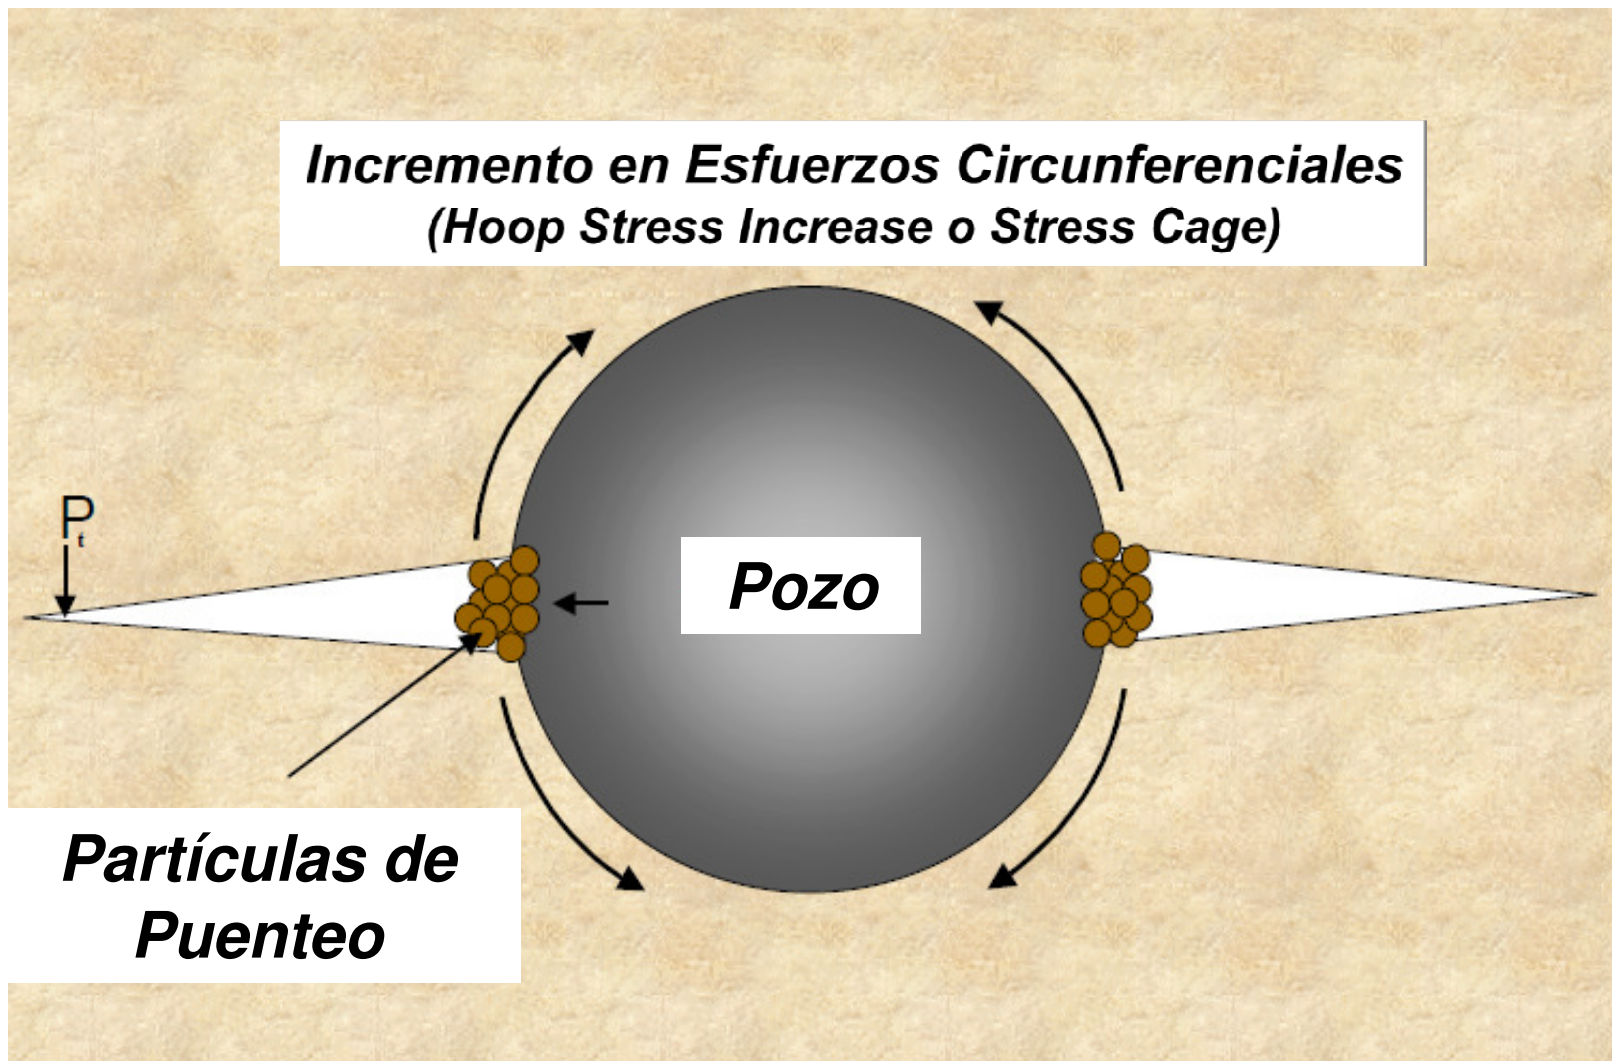 Incremento en Esfuerzos Circunferenciales
(Hoop Stress Increase o Stress Cage)
Pt
Pozo
Partículas de
Puenteo